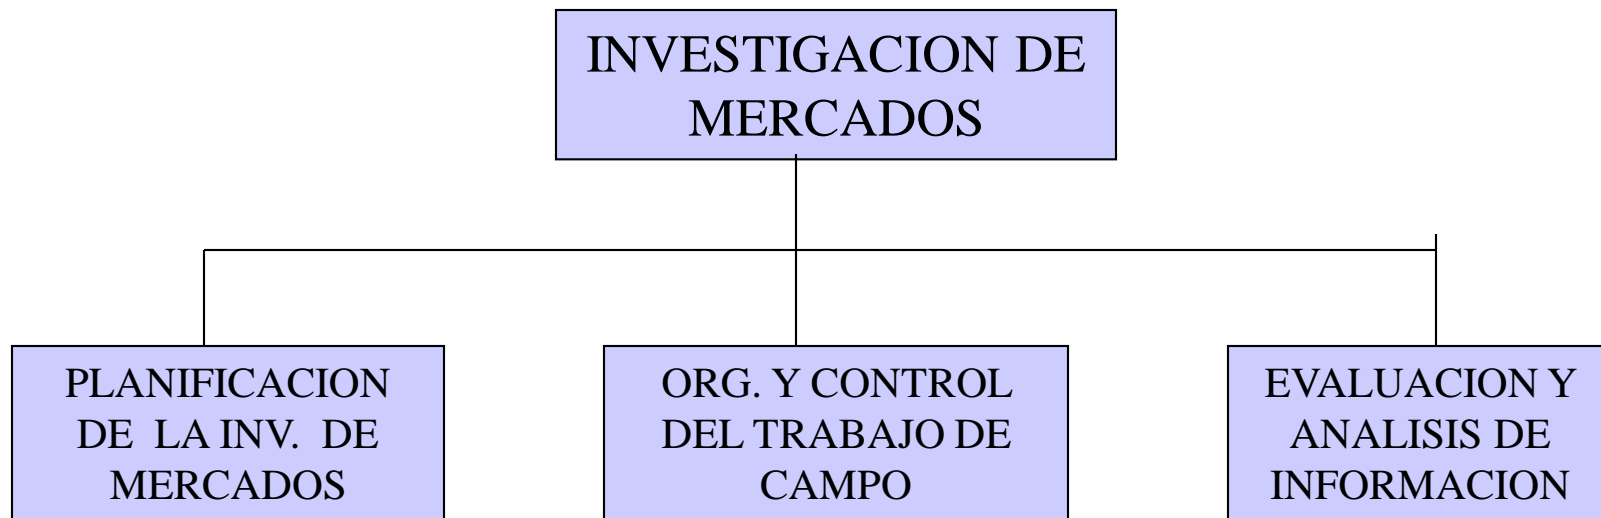 INVESTIGACION DE
MERCADOS
PLANIFICACION
DE LA INV. DE
MERCADOS
ORG. Y CONTROL
DEL TRABAJO DE
CAMPO
EVALUACION Y
ANALISIS DE
INFORMACION